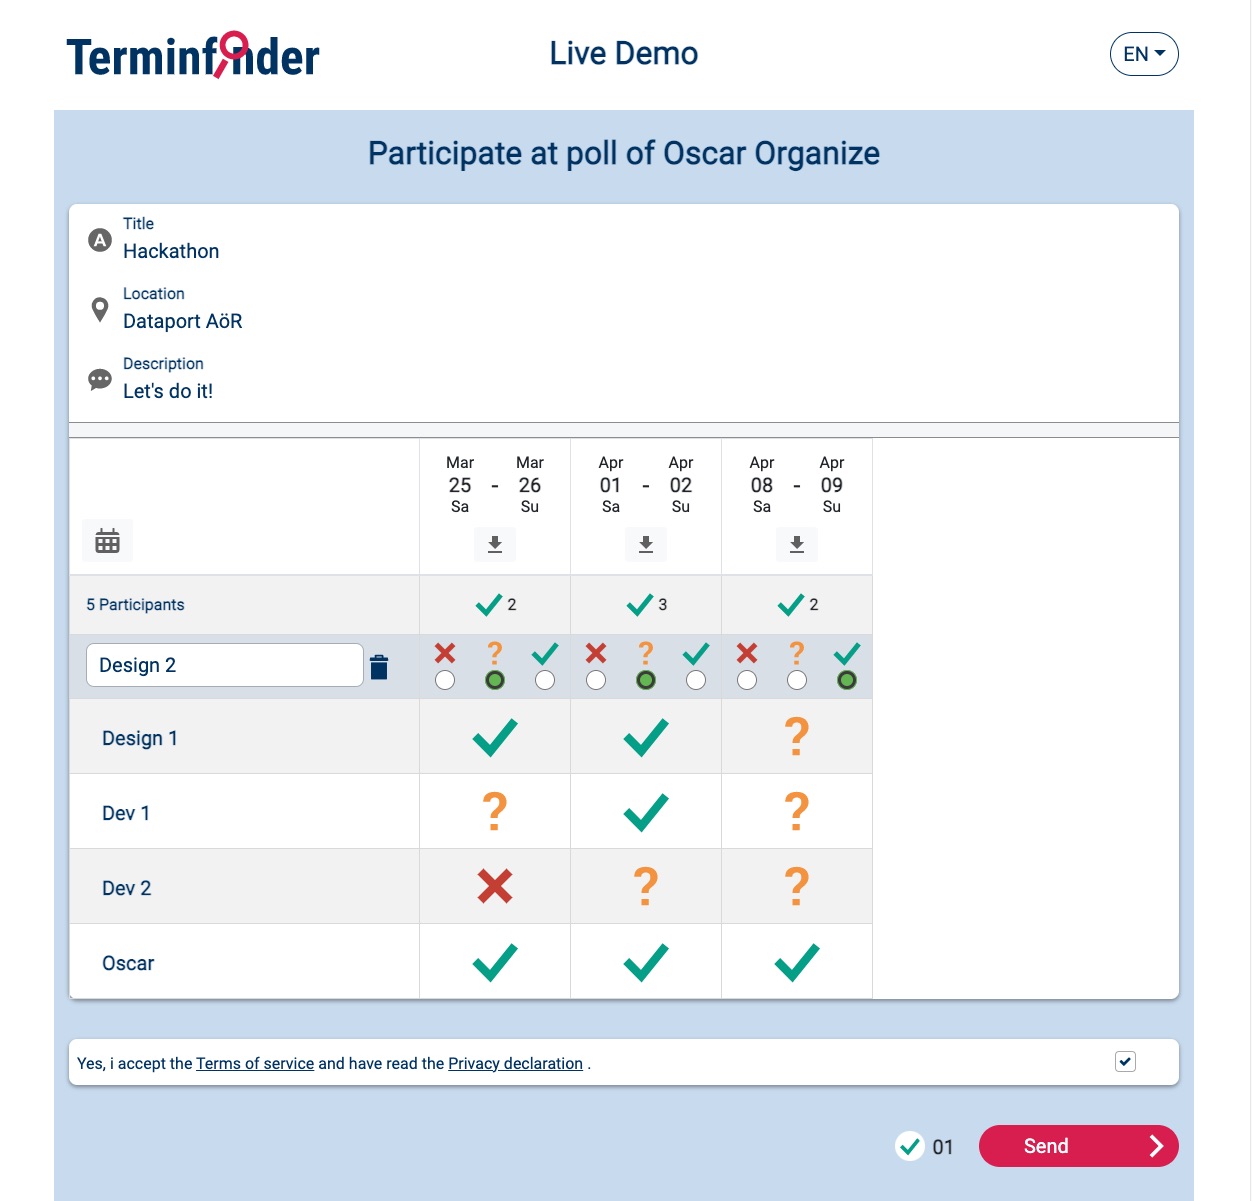 Terminfinder
Live Demo
EN
Participate at poll of Oscar Organize
A
Title
Hackathon
Location
Dataport AöR
Description
Let's do it!
Mar Mar Apr Apr Apr Apr
25 - 26 01 - 02 08 - 09
Sa Su Sa Su Sa Su
5 Participants 2 3 2
Design 2 ? ? ?
Design 1 ?
Dev 1 ? ?
Dev 2 ? ?
Oscar
Yes, i accept the Terms of service and have read the Privacy declaration .
01 Send